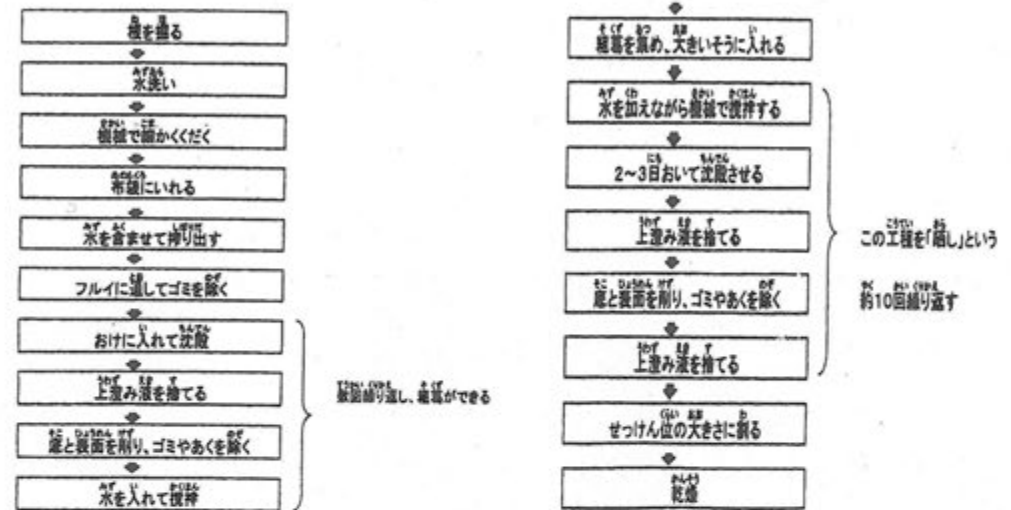 根を掘る
水洗い
機械で細かくくだく
布袋にいれる
水を含ませて搾り出す
フルイに通してゴミを除く
おけに入れて沈殿
上澄み液を捨てる
底と表面を削り、ゴミやあくを除く
水を入れて攪拌
数回繰り返し、粗葛ができる
粗葛を集め、大きいそうに入れる
水を加えながら機械で攪拌する
2～3日おいて沈殿させる
上澄み液を捨てる
底と表面を削り、ゴミやあくを除く
上澄み液を捨てる
この工程を「晒し」という
約10回繰り返す
せっけん位の大きさに割る
乾燥